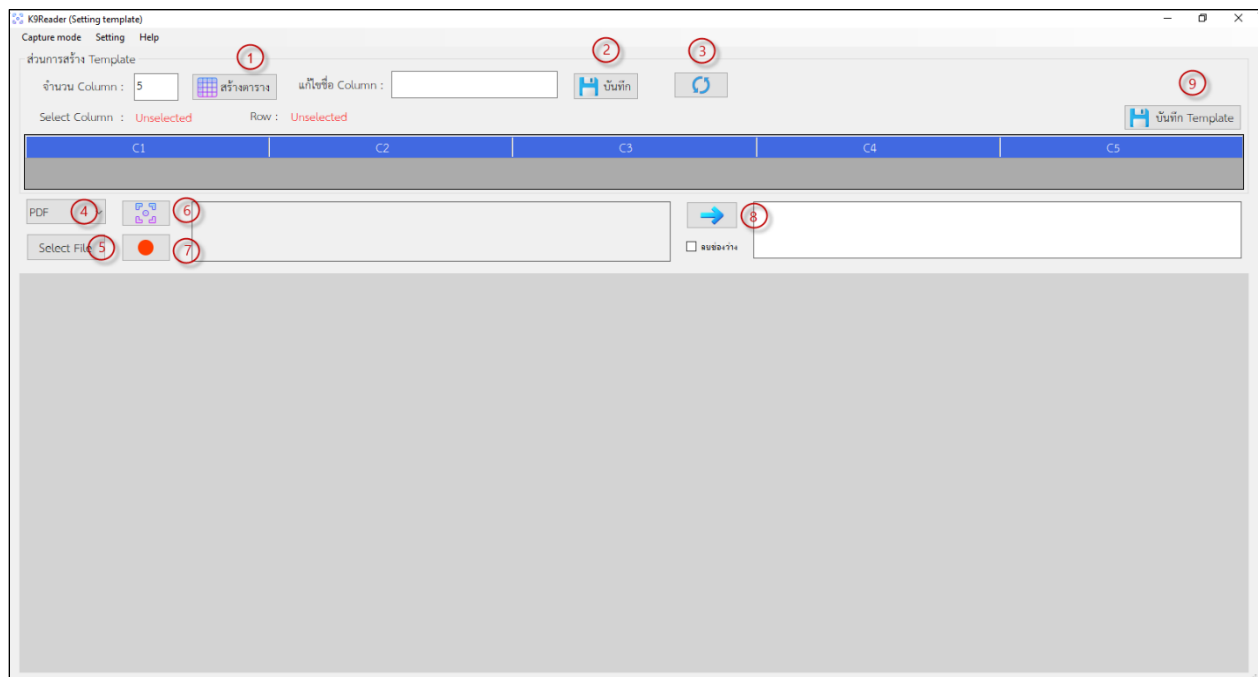 K9Reader (Setting template)
Capture mode Setting Help
ส่วนการสร้าง Template
1
2
3
จำนวน Column : 5 สร้างตาราง แก้ไขชื่อ Column : บันทึก
9
Select Column : Unselected Row : Unselected บันทึก Template
C1 C2 C3 C4 C5
PDF 4 6 8
Select File 5 7 ลบช่องว่าง